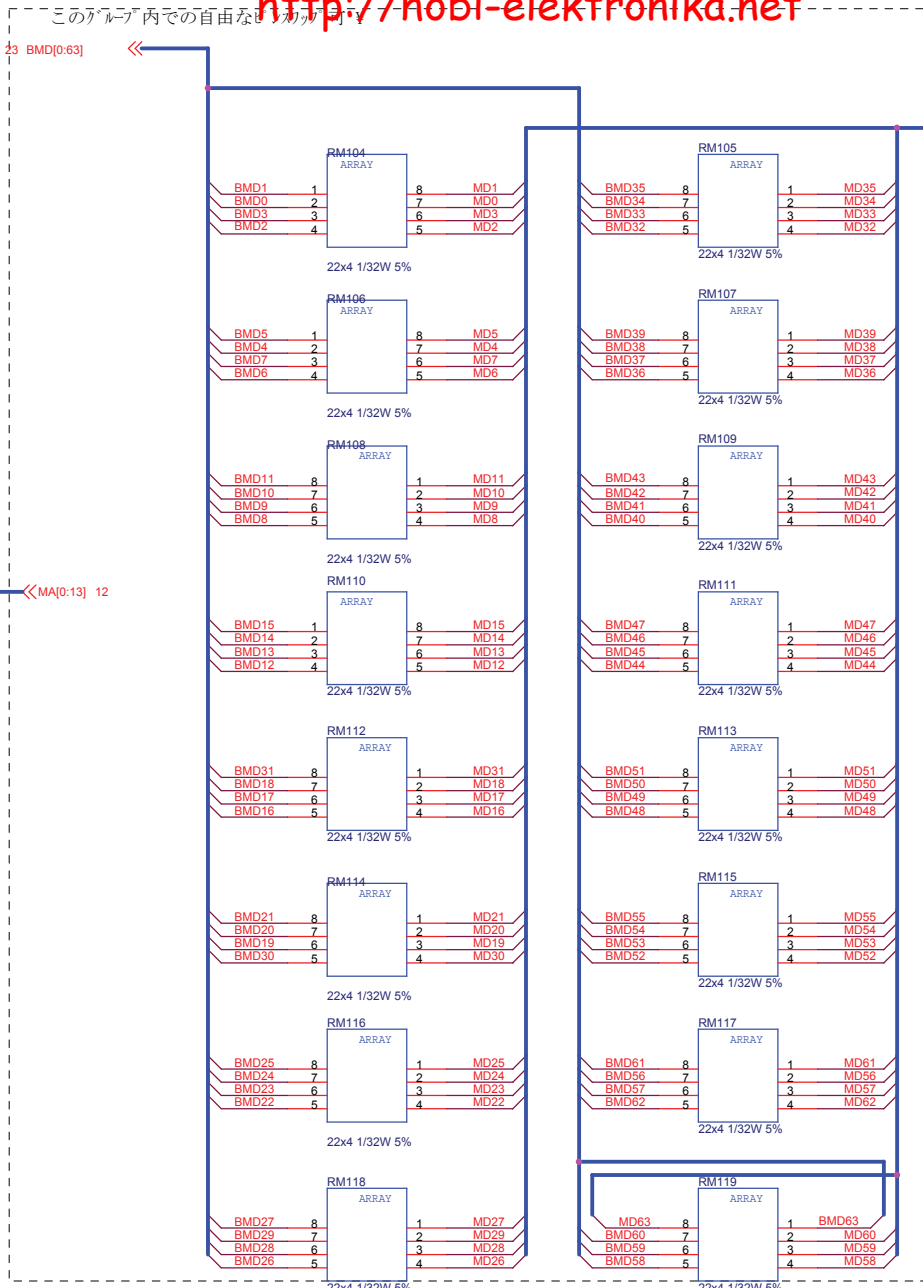 http://hobi-elektronika.net
このグループ内での自由なピンスワップ可
23 BMD[0:63]
MA[0:13] 12
RM104
ARRAY
BMD1 1 8 MD1
BMD0 2 7 MD0
BMD3 3 6 MD3
BMD2 4 5 MD2
22x4 1/32W 5%
RM106
ARRAY
BMD5 1 8 MD5
BMD4 2 7 MD4
BMD7 3 6 MD7
BMD6 4 5 MD6
22x4 1/32W 5%
RM108
ARRAY
BMD11 8 1 MD11
BMD10 7 2 MD10
BMD9 6 3 MD9
BMD8 5 4 MD8
22x4 1/32W 5%
RM110
ARRAY
BMD15 1 8 MD15
BMD14 2 7 MD14
BMD13 3 6 MD13
BMD12 4 5 MD12
22x4 1/32W 5%
RM112
ARRAY
BMD31 8 1 MD31
BMD18 7 2 MD18
BMD17 6 3 MD17
BMD16 5 4 MD16
22x4 1/32W 5%
RM114
ARRAY
BMD21 8 1 MD21
BMD20 7 2 MD20
BMD19 6 3 MD19
BMD30 5 4 MD30
22x4 1/32W 5%
RM116
ARRAY
BMD25 8 1 MD25
BMD24 7 2 MD24
BMD23 6 3 MD23
BMD22 5 4 MD22
22x4 1/32W 5%
RM118
ARRAY
BMD27 8 1 MD27
BMD29 7 2 MD29
BMD28 6 3 MD28
BMD26 5 4 MD26
22x4 1/32W 5%
RM105
ARRAY
BMD35 8 1 MD35
BMD34 7 2 MD34
BMD33 6 3 MD33
BMD32 5 4 MD32
22x4 1/32W 5%
RM107
ARRAY
BMD39 8 1 MD39
BMD38 7 2 MD38
BMD37 6 3 MD37
BMD36 5 4 MD36
22x4 1/32W 5%
RM109
ARRAY
BMD43 8 1 MD43
BMD42 7 2 MD42
BMD41 6 3 MD41
BMD40 5 4 MD40
22x4 1/32W 5%
RM111
ARRAY
BMD47 8 1 MD47
BMD46 7 2 MD46
BMD45 6 3 MD45
BMD44 5 4 MD44
22x4 1/32W 5%
RM113
ARRAY
BMD51 8 1 MD51
BMD50 7 2 MD50
BMD49 6 3 MD49
BMD48 5 4 MD48
22x4 1/32W 5%
RM115
ARRAY
BMD55 8 1 MD55
BMD54 7 2 MD54
BMD53 6 3 MD53
BMD52 5 4 MD52
22x4 1/32W 5%
RM117
ARRAY
BMD61 8 1 MD61
BMD56 7 2 MD56
BMD57 6 3 MD57
BMD62 5 4 MD62
22x4 1/32W 5%
RM119
ARRAY
MD63 8 1 BMD63
BMD60 7 2 MD60
BMD59 6 3 MD59
BMD58 5 4 MD58
22x4 1/32W 5%